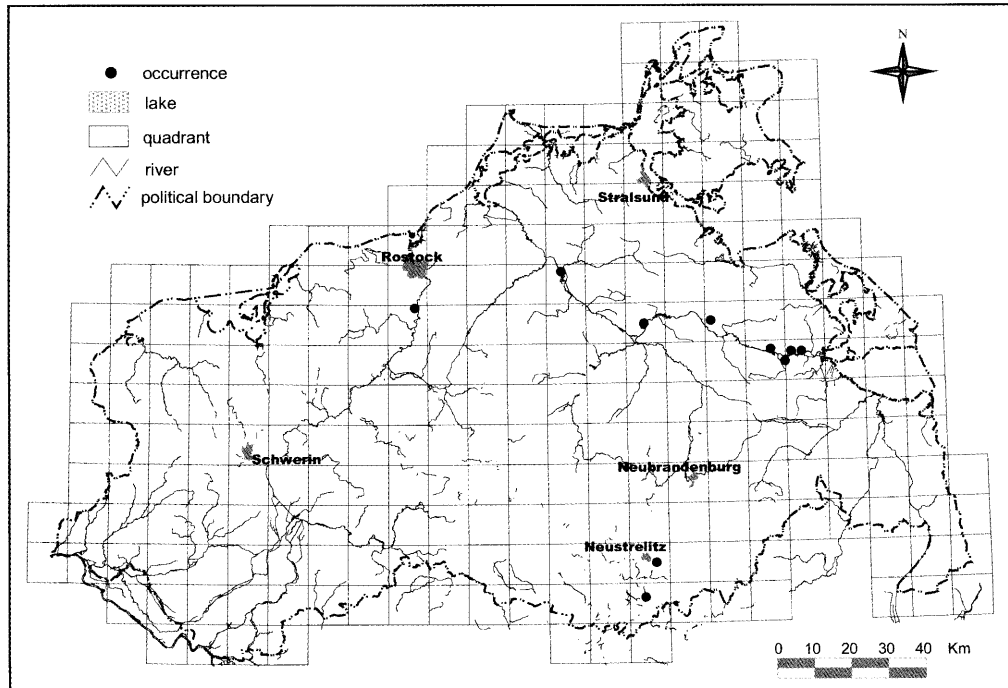 N
occurrence
lake
quadrant
river
political boundary
Stralsund
Rostock
Schwerin
Neubrandenburg
Neustrelitz
0 10 20 30 40 Km